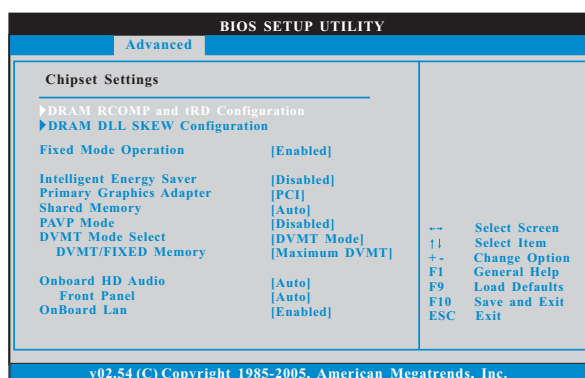 BIOS SETUP UTILITY
Advanced
Chipset Settings
DRAM RCOMP and tRD Configuration
DRAM DLL SKEW Configuration
Fixed Mode Operation [Enabled]
Intelligent Energy Saver [Disabled]
Primary Graphics Adapter [PCI]
Shared Memory [Auto]
PAVP Mode [Disabled]
DVMT Mode Select [DVMT Mode]
DVMT/FIXED Memory [Maximum DVMT]
Onboard HD Audio [Auto]
Front Panel [Auto]
OnBoard Lan [Enabled]
←→ Select Screen
↑↓ Select Item
+- Change Option
F1 General Help
F9 Load Defaults
F10 Save and Exit
ESC Exit
v02.54 (C) Copyright 1985-2005, American Megatrends, Inc.